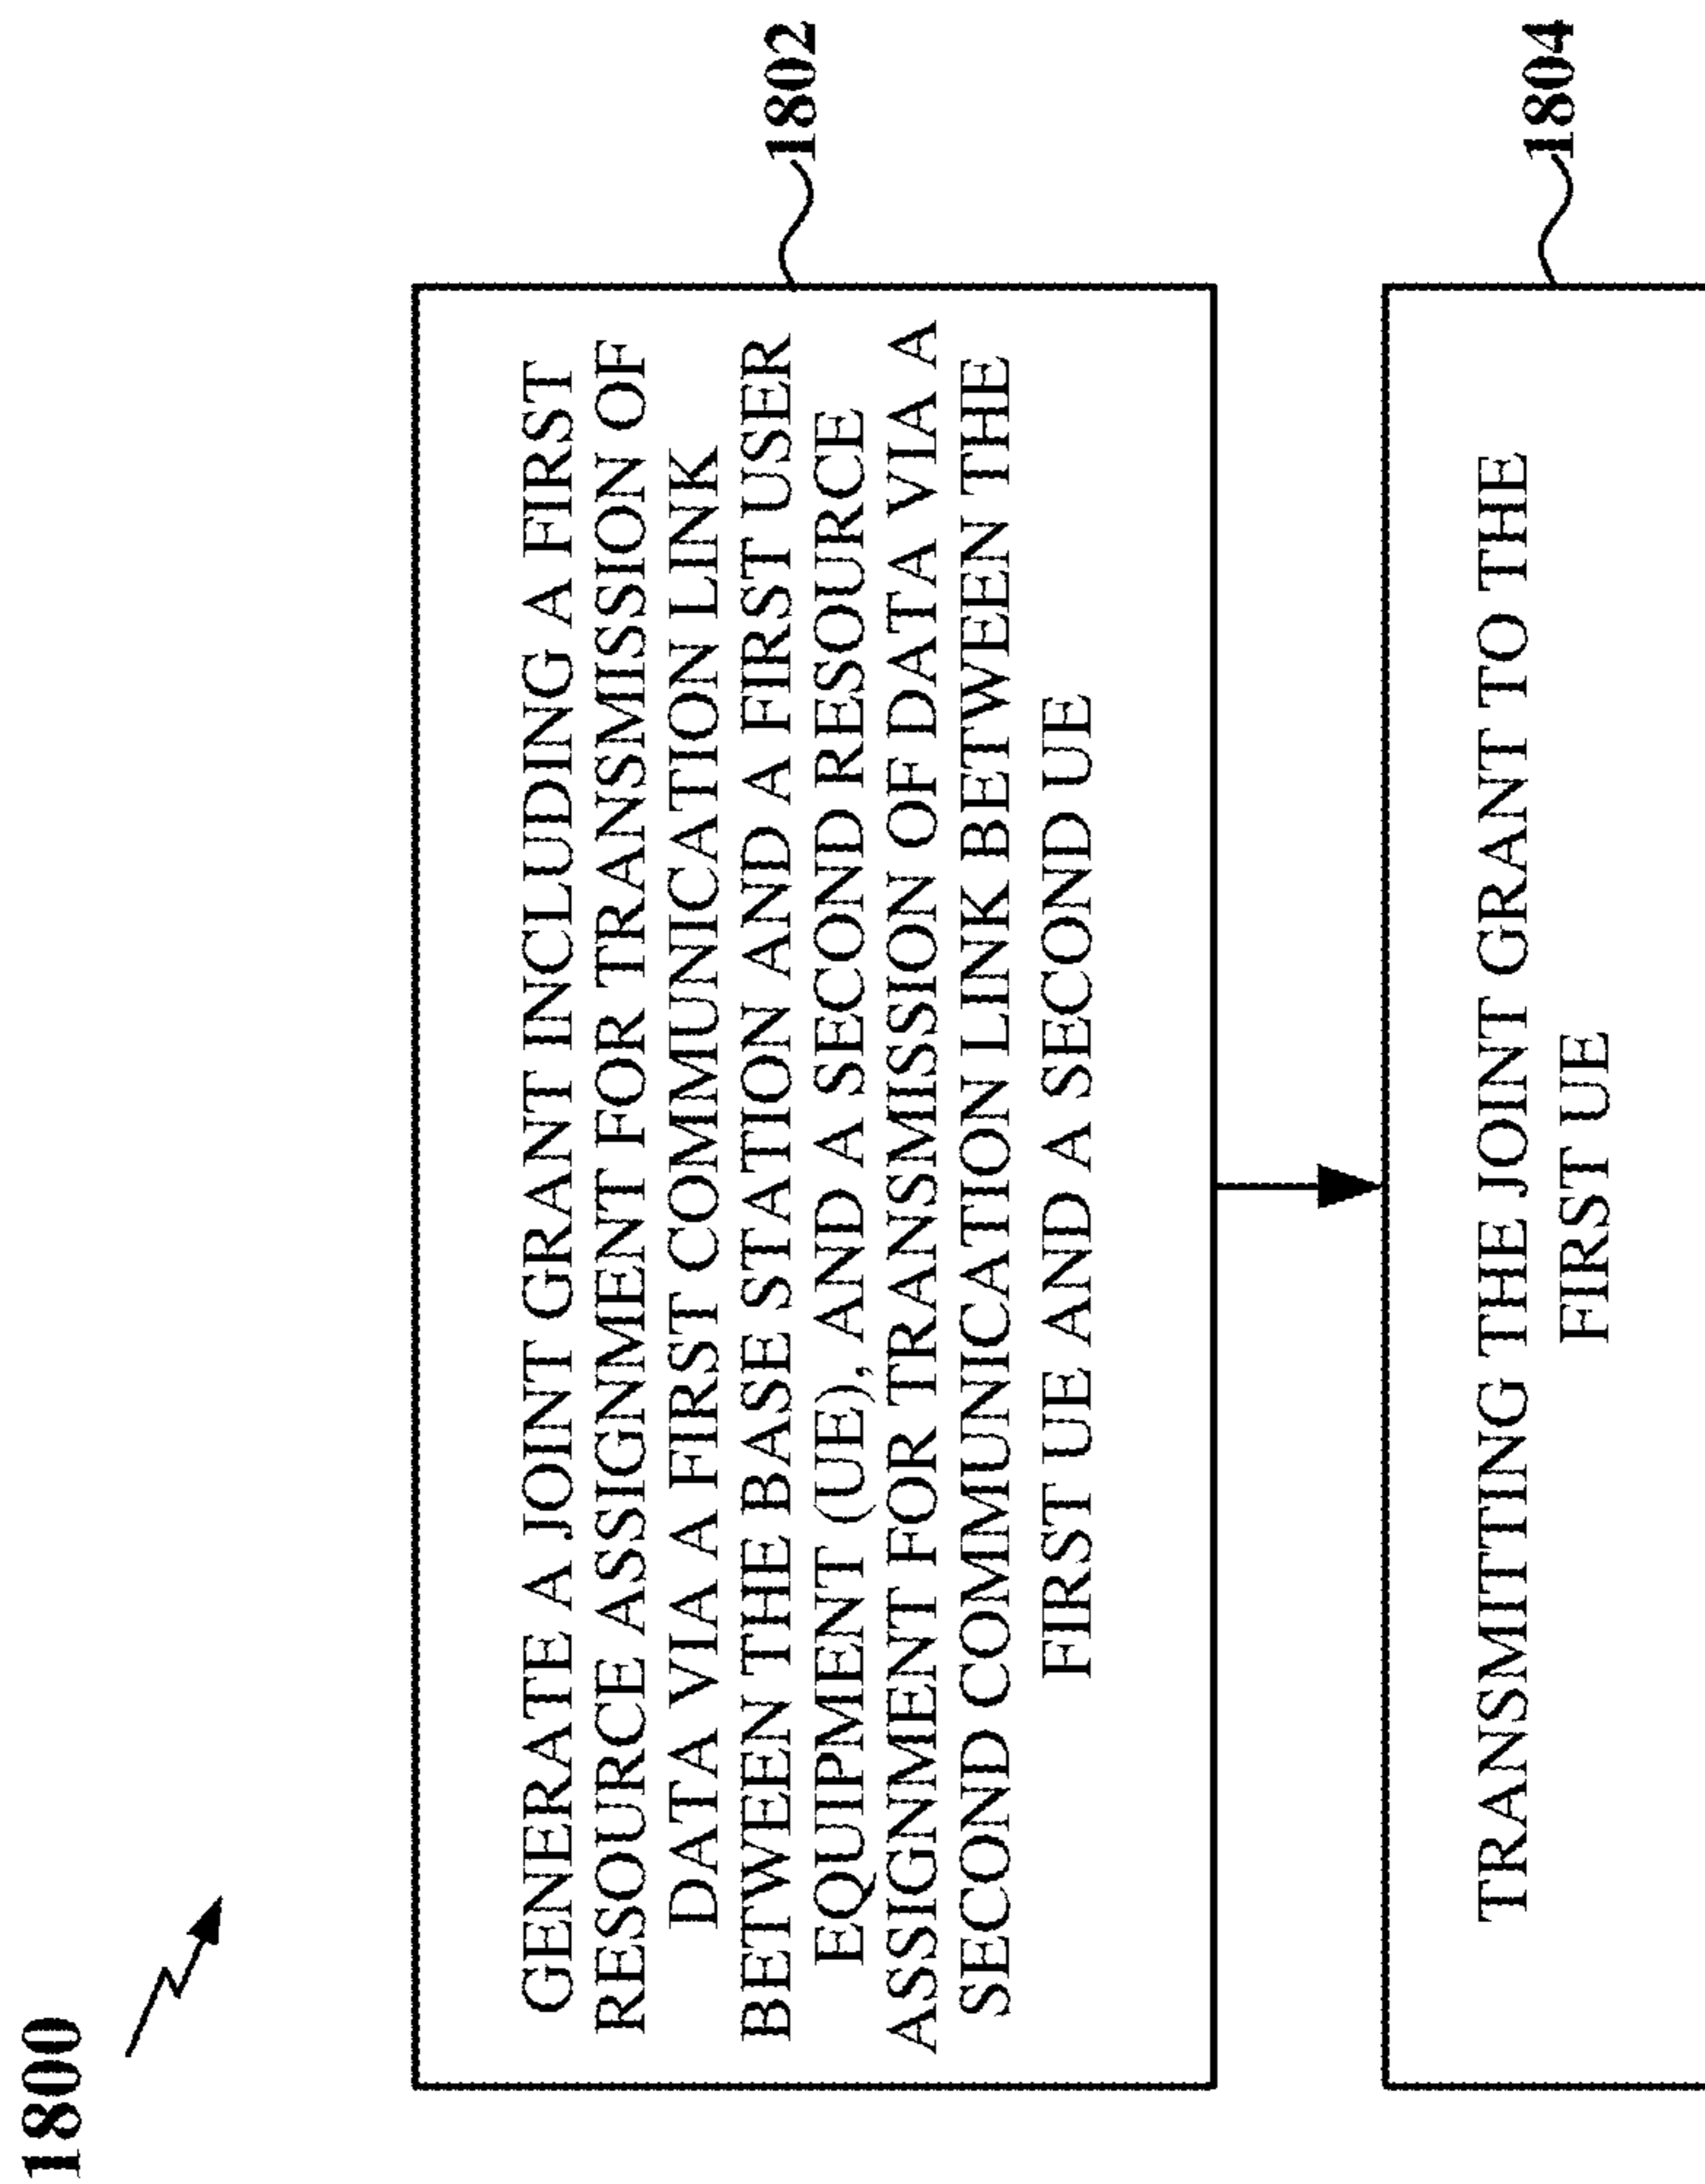 1800
GENERATE A JOINT GRANT INCLUDING A FIRST
RESOURCE ASSIGNMENT FOR TRANSMISSION OF
DATA VIA A FIRST COMMUNICATION LINK
BETWEEN THE BASE STATION AND A FIRST USER
EQUIPMENT (UE), AND A SECOND RESOURCE
ASSIGNMENT FOR TRANSMISSION OF DATA VIA A
SECOND COMMUNICATION LINK BETWEEN THE
FIRST UE AND A SECOND UE
1802
TRANSMITTING THE JOINT GRANT TO THE
FIRST UE
1804